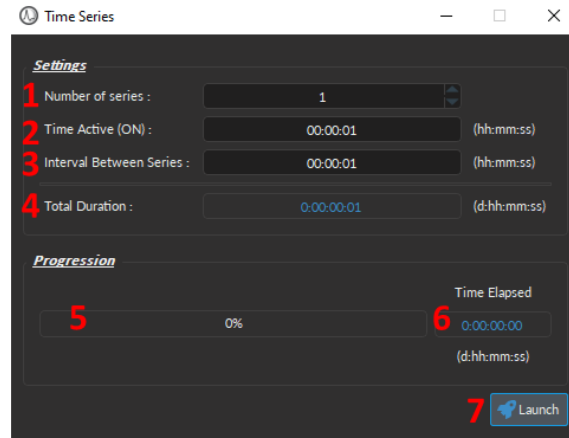 Time Series
Settings
1 Number of series : 1
2 Time Active (ON) : 00:00:01 (hh:mm:ss)
3 Interval Between Series : 00:00:01 (hh:mm:ss)
4 Total Duration : 0:00:00:01 (d:hh:mm:ss)
Progression
Time Elapsed
5 0% 6 0:00:00:00
(d:hh:mm:ss)
7 Launch